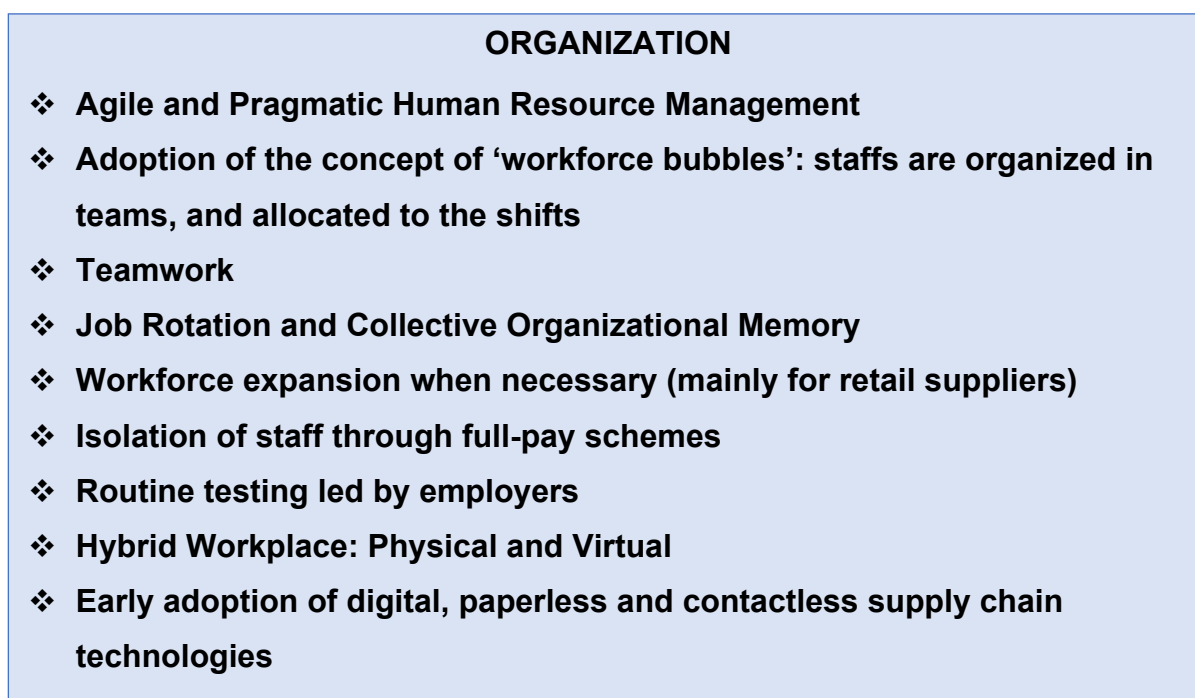 ORGANIZATION
❖ Agile and Pragmatic Human Resource Management
❖ Adoption of the concept of ‘workforce bubbles’: staffs are organized in
teams, and allocated to the shifts
❖ Teamwork
❖ Job Rotation and Collective Organizational Memory
❖ Workforce expansion when necessary (mainly for retail suppliers)
❖ Isolation of staff through full-pay schemes
❖ Routine testing led by employers
❖ Hybrid Workplace: Physical and Virtual
❖ Early adoption of digital, paperless and contactless supply chain
technologies